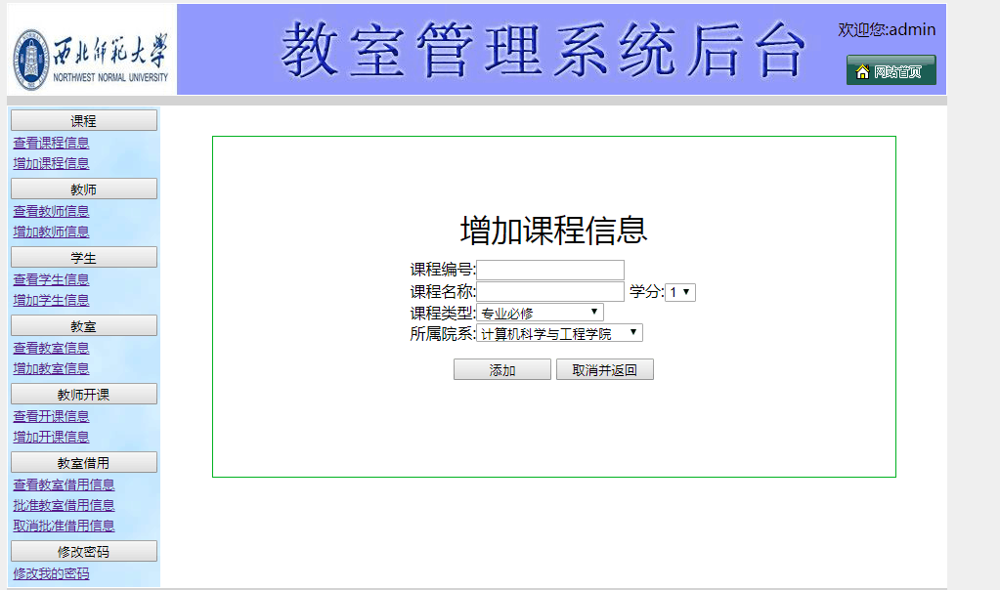 西北师范大学
NORTHWEST NORMAL UNIVERSITY
教室管理系统后台
欢迎您:admin
网站首页
课程
查看课程信息
增加课程信息
教师
查看教师信息
增加教师信息
学生
查看学生信息
增加学生信息
教室
查看教室信息
增加教室信息
教师开课
查看开课信息
增加开课信息
教室借用
查看教室借用信息
批准教室借用信息
取消批准借用信息
修改密码
修改我的密码
增加课程信息
课程编号:
课程名称: 学分: 1
课程类型: 专业必修
所属院系: 计算机科学与工程学院
添加 取消并返回